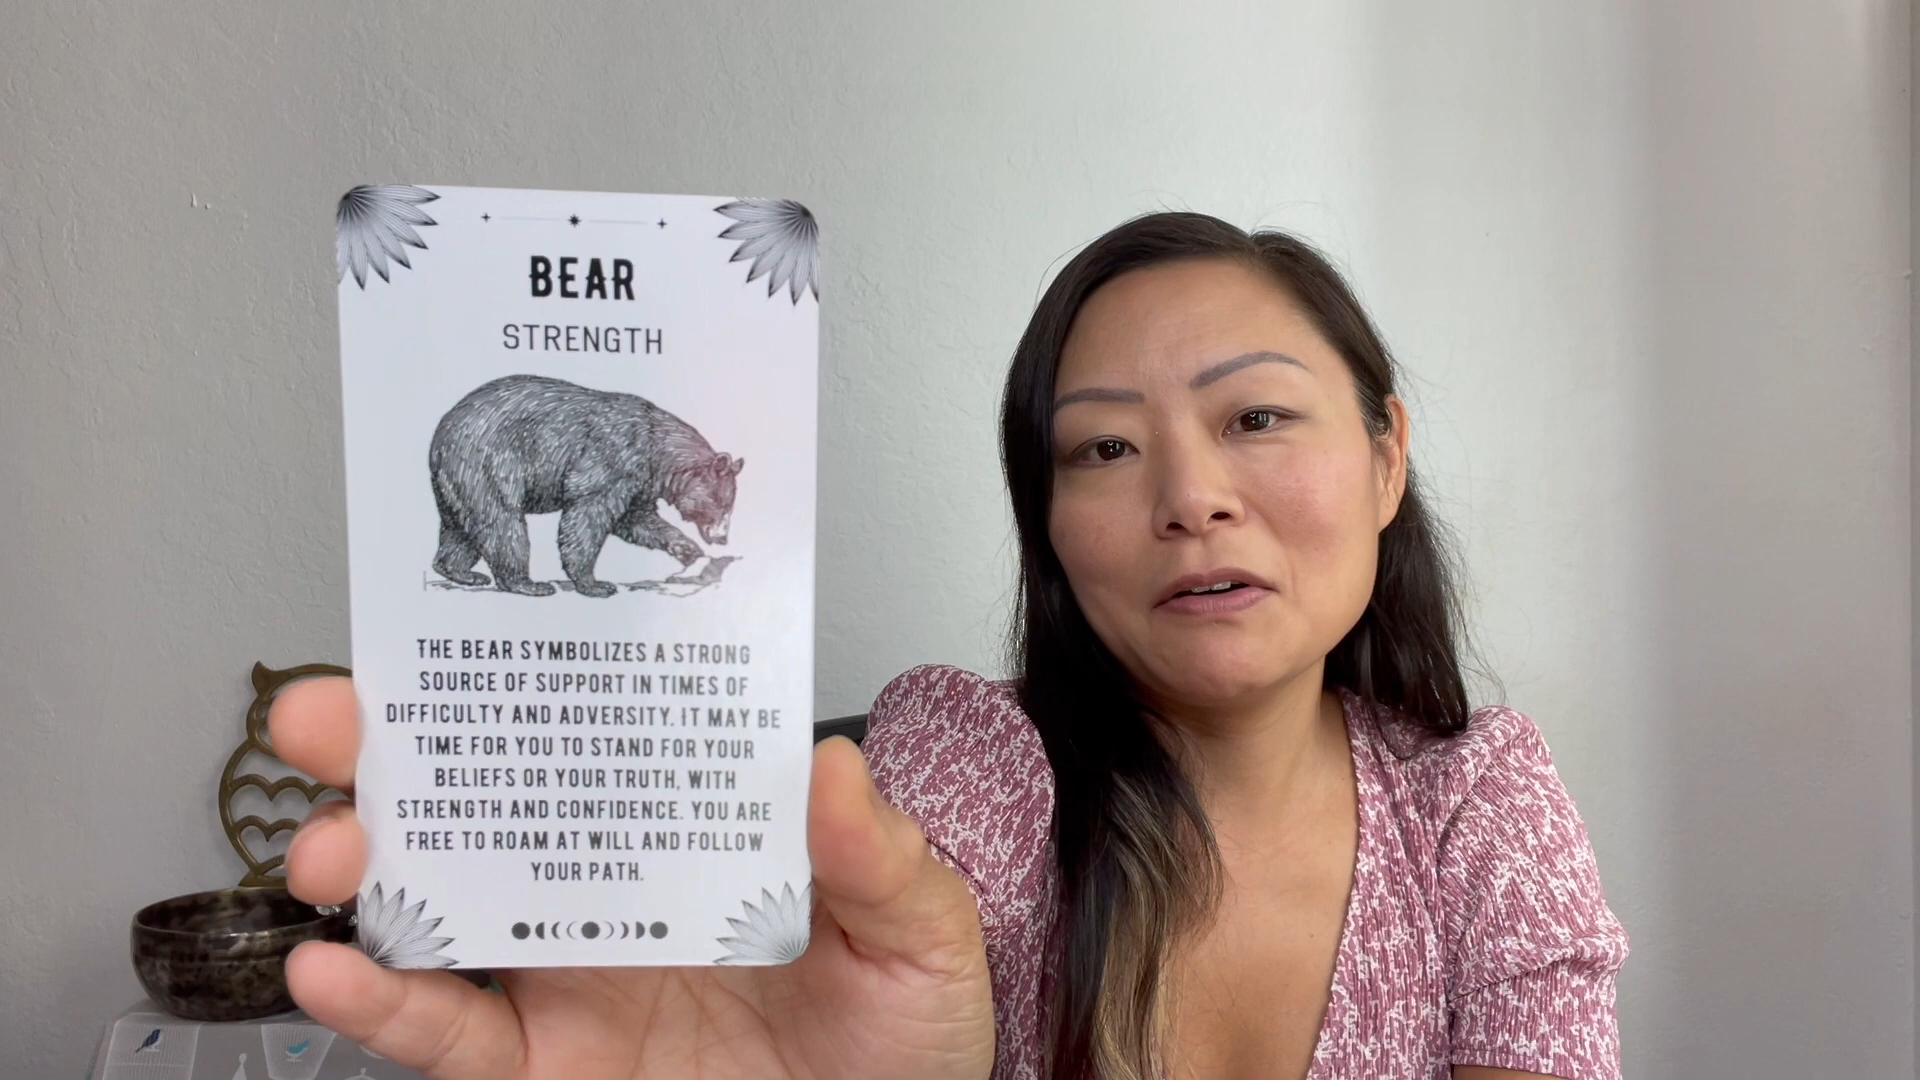 BEAR
STRENGTH
THE BEAR SYMBOLIZES A STRONG
SOURCE OF SUPPORT IN TIMES OF
DIFFICULTY AND ADVERSITY. IT MAY BE
TIME FOR YOU TO STAND FOR YOUR
BELIEFS OR YOUR TRUTH, WITH
STRENGTH AND CONFIDENCE. YOU ARE
FREE TO ROAM AT WILL AND FOLLOW
YOUR PATH.